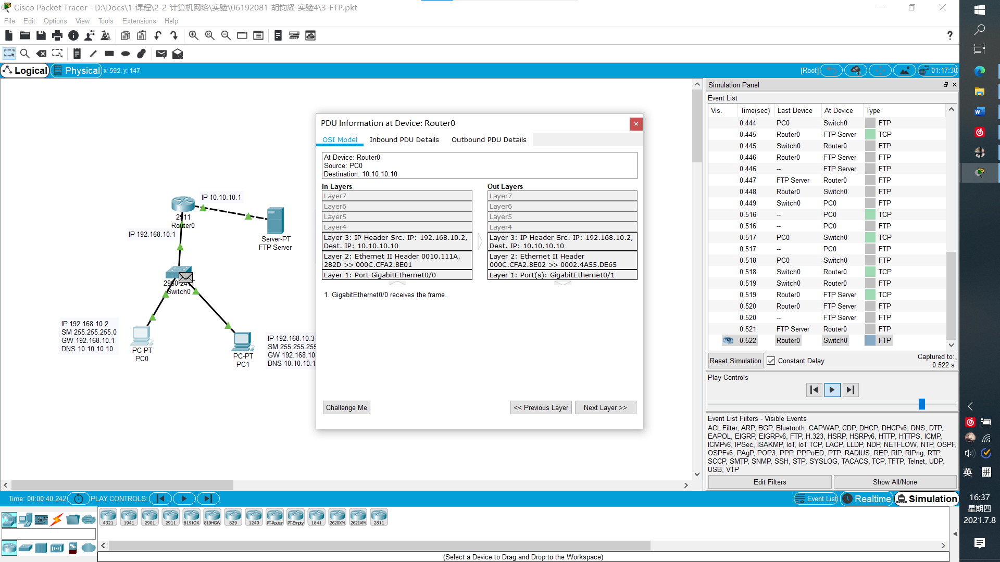 Cisco Packet Tracer - D:\Docs\1-课程\2-2-计算机网络\实验\06192081-胡钧耀-实验4\3-FTP.pkt
File Edit Options View Tools Extensions Help
Logical
Physical
x: 592, y: 147
[Root]
01:17:30
IP 10.10.10.1
2911
Router0
IP 192.168.10.1
Server-PT
FTP Server
Switch0
IP 192.168.10.2
SM 255.255.255.0
GW 192.168.10.1
DNS 10.10.10.10
PC-PT
PC0
PC-PT
PC1
IP 192.168.10.3
SM 255.255.255
GW 192.168.10.
DNS 10.10.10.1
PDU Information at Device: Router0
OSI Model
Inbound PDU Details
Outbound PDU Details
At Device: Router0
Source: PC0
Destination: 10.10.10.10
In Layers
Layer7
Layer6
Layer5
Layer4
Layer 3: IP Header Src. IP: 192.168.10.2,
Dest. IP: 10.10.10.10
Layer 2: Ethernet II Header 0010.111A.
282D >> 000C.CFA2.8E01
Layer 1: Port GigabitEthernet0/0
Out Layers
Layer7
Layer6
Layer5
Layer4
Layer 3: IP Header Src. IP: 192.168.10.2,
Dest. IP: 10.10.10.10
Layer 2: Ethernet II Header
000C.CFA2.8E02 >> 0002.4A55.DE65
Layer 1: Port(s): GigabitEthernet0/1
1. GigabitEthernet0/0 receives the frame.
Challenge Me
<< Previous Layer
Next Layer >>
Simulation Panel
Event List
Vis. Time(sec) Last Device At Device Type
0.444 PC0 Switch0 FTP
0.445 Router0 FTP Server TCP
0.445 Switch0 Router0 FTP
0.446 Router0 FTP Server FTP
0.446 -- FTP Server FTP
0.447 FTP Server Router0 FTP
0.448 Router0 Switch0 FTP
0.449 Switch0 PC0 FTP
0.516 -- PC0 TCP
0.516 -- PC0 FTP
0.517 PC0 Switch0 TCP
0.517 -- PC0 FTP
0.518 PC0 Switch0 FTP
0.518 Switch0 Router0 TCP
0.519 Switch0 Router0 FTP
0.519 Router0 FTP Server TCP
0.520 Router0 FTP Server FTP
0.520 -- FTP Server FTP
0.521 FTP Server Router0 FTP
0.522 Router0 Switch0 FTP
Reset Simulation
Constant Delay
Captured to:
0.522 s
Play Controls
Event List Filters - Visible Events
ACL Filter, ARP, BGP, Bluetooth, CAPWAP, CDP, DHCP, DHCPv6, DNS, DTP,
EAPOL, EIGRP, EIGRPv6, FTP, H.323, HSRP, HSRPv6, HTTP, HTTPS, ICMP,
ICMPv6, IPSec, ISAKMP, IoT, IoT TCP, LACP, LLDP, NDP, NETFLOW, NTP, OSPF,
OSPFv6, PAgP, POP3, PPP, PPPoED, PTP, RADIUS, REP, RIP, RIPng, RTP,
SCCP, SMTP, SNMP, SSH, STP, SYSLOG, TACACS, TCP, TFTP, Telnet, UDP,
USB, VTP
Edit Filters
Show All/None
Time: 00:00:40.242
PLAY CONTROLS:
Event List
Realtime
Simulation
4321 1941 2901 2911 819IOX 819HGW 829 1240 PT-Router PT-Empty 1841 2620XM 2621XM 2811
(Select a Device to Drag and Drop to the Workspace)
英 拼
16:37
星期四
2021.7.8